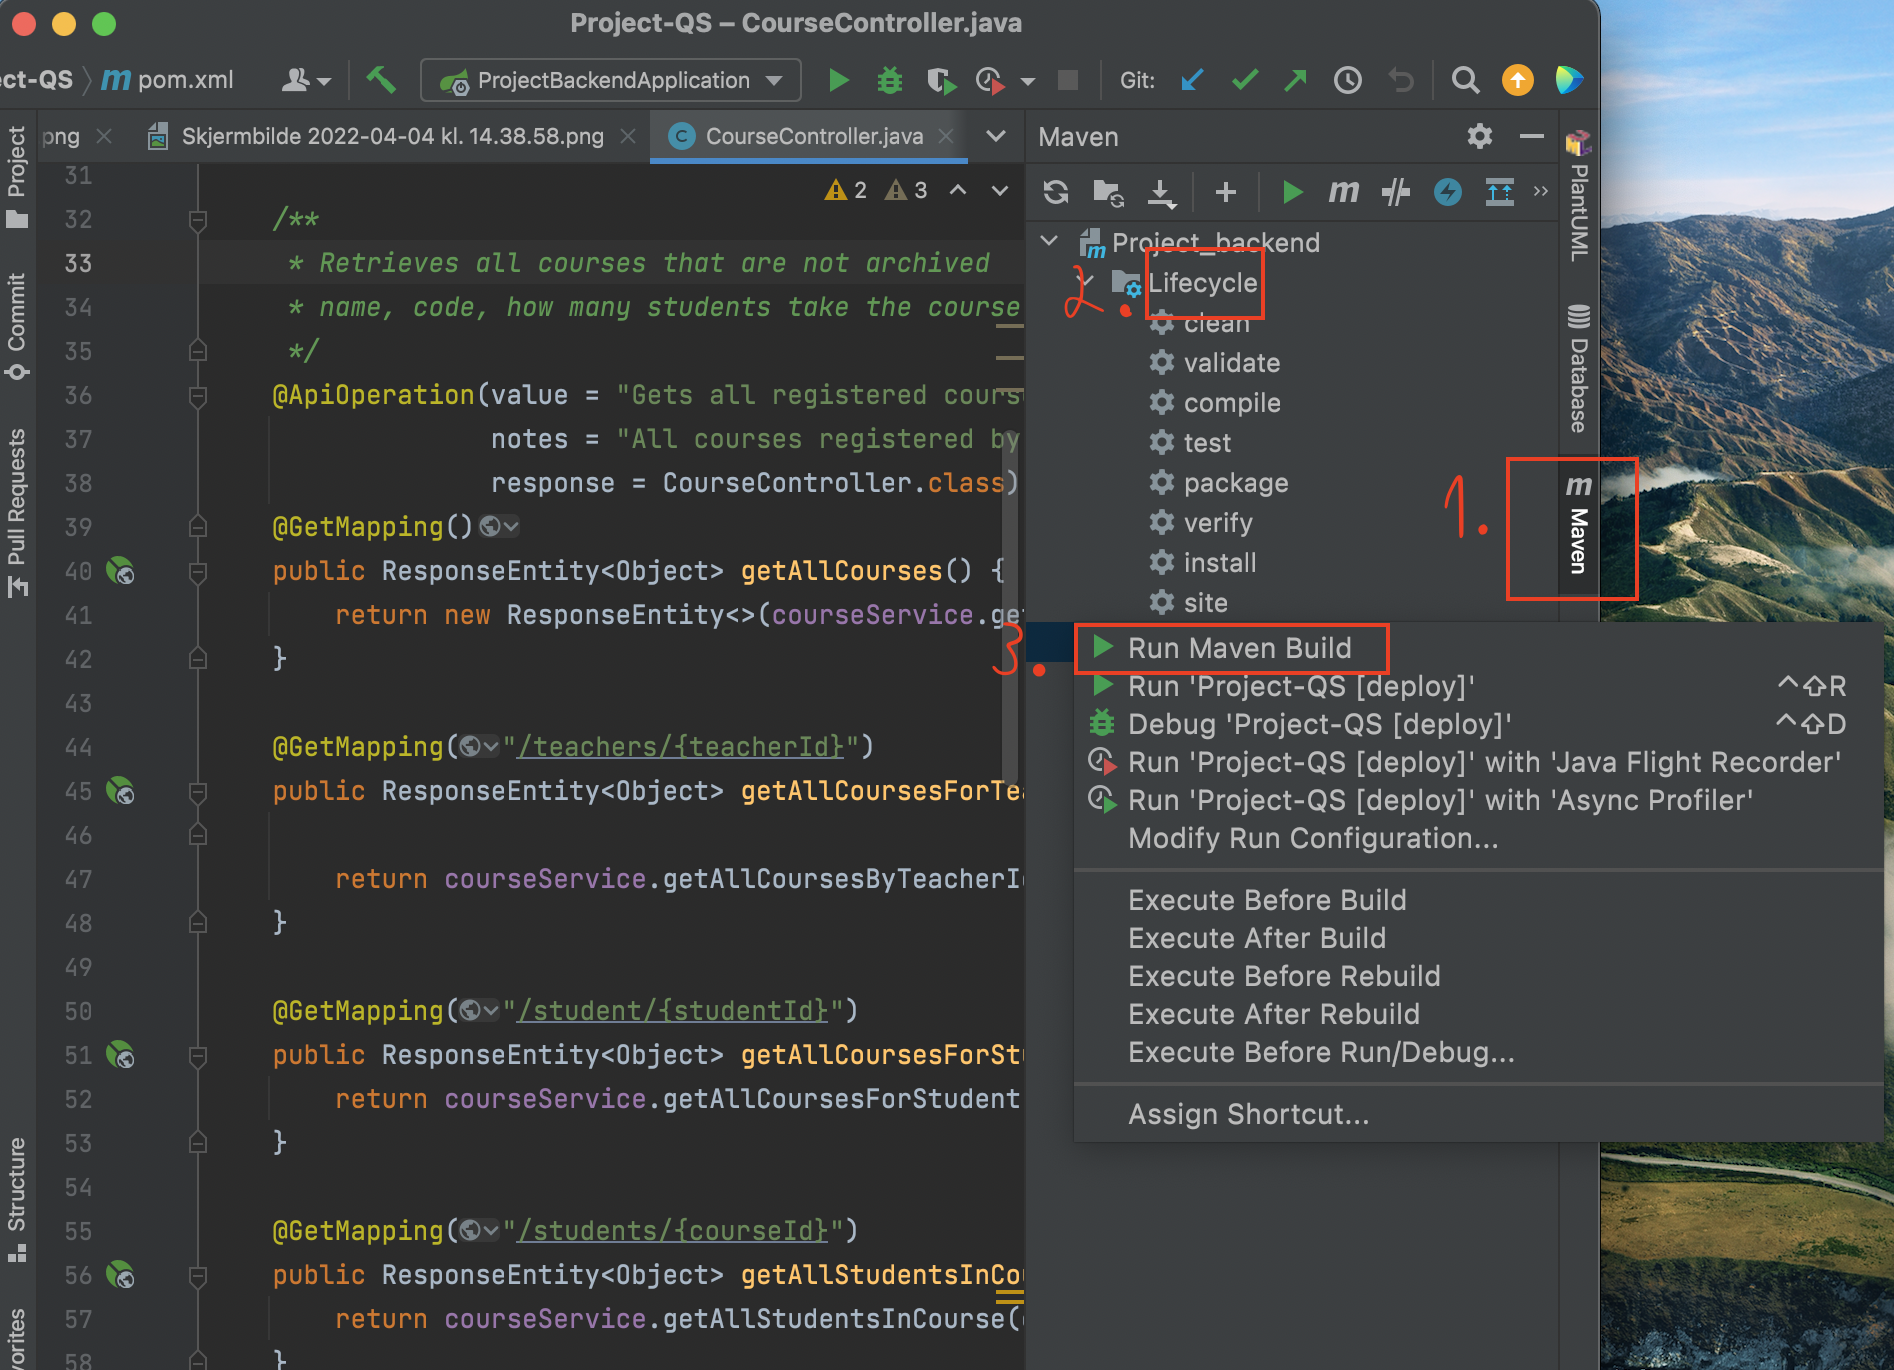 Project-QS – CourseController.java
ect-QS
m pom.xml
ProjectBackendApplication
Git:
png
Skjermbilde 2022-04-04 kl. 14.38.58.png
C CourseController.java
Project
Commit
Pull Requests
Structure
vorites
2 3
31
32 /**
33 * Retrieves all courses that are not archived
34 * name, code, how many students take the course
35 */
36 @ApiOperation(value = "Gets all registered cours
37 notes = "All courses registered by
38 response = CourseController.class)
39 @GetMapping()
40 public ResponseEntity<Object> getAllCourses() {
41 return new ResponseEntity<>(courseService.ge
42 }
43
44 @GetMapping("/teachers/{teacherId}")
45 public ResponseEntity<Object> getAllCoursesForTea
46
47 return courseService.getAllCoursesByTeacherI
48 }
49
50 @GetMapping("/student/{studentId}")
51 public ResponseEntity<Object> getAllCoursesForSt
52 return courseService.getAllCoursesForStudent
53 }
54
55 @GetMapping("/students/{courseId}")
56 public ResponseEntity<Object> getAllStudentsInCo
57 return courseService.getAllStudentsInCourse(
58 }
Maven
m
Project_backend
2. Lifecycle
clean
validate
compile
test
package
verify
install
site
3. Run Maven Build
Run 'Project-QS [deploy]' ^⇧R
Debug 'Project-QS [deploy]' ^⇧D
Run 'Project-QS [deploy]' with 'Java Flight Recorder'
Run 'Project-QS [deploy]' with 'Async Profiler'
Modify Run Configuration...
Execute Before Build
Execute After Build
Execute Before Rebuild
Execute After Rebuild
Execute Before Run/Debug...
Assign Shortcut...
PlantUML
Database
1.
m Maven